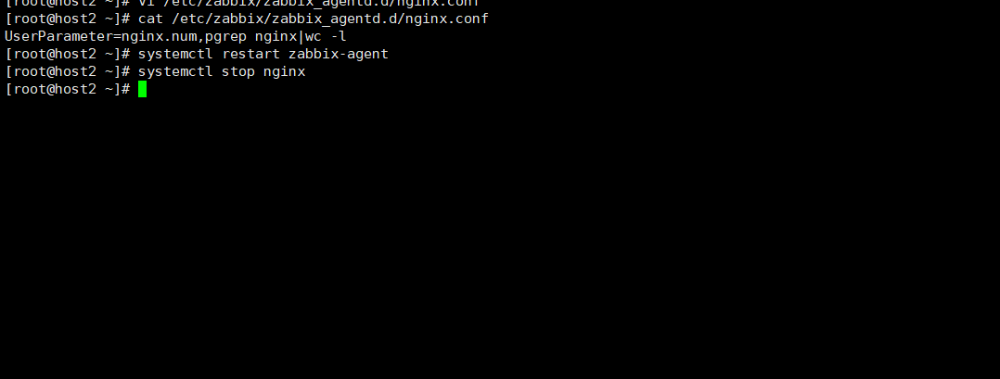 [root@host2 ~]# vi /etc/zabbix/zabbix_agentd.d/nginx.conf
[root@host2 ~]# cat /etc/zabbix/zabbix_agentd.d/nginx.conf
UserParameter=nginx.num,pgrep nginx|wc -l
[root@host2 ~]# systemctl restart zabbix-agent
[root@host2 ~]# systemctl stop nginx
[root@host2 ~]#